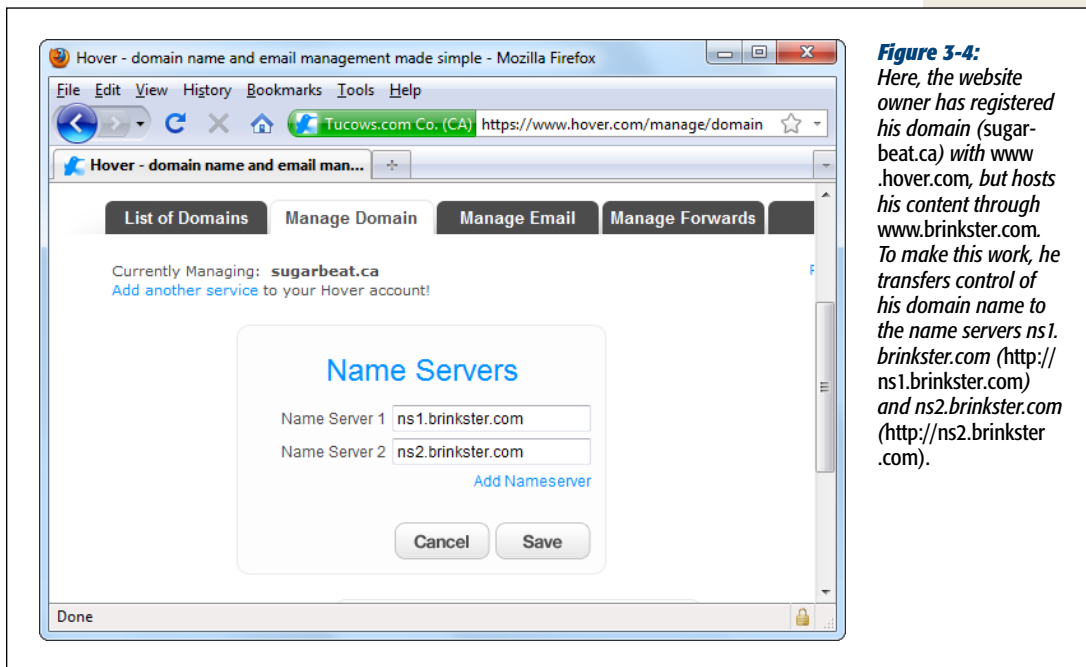 Hover - domain name and email management made simple - Mozilla Firefox
File Edit View History Bookmarks Tools Help
Tucows.com Co. (CA) https://www.hover.com/manage/domain
Hover - domain name and email man...
List of Domains Manage Domain Manage Email Manage Forwards
Currently Managing: sugarbeat.ca
Add another service to your Hover account!
Name Servers
Name Server 1 ns1.brinkster.com
Name Server 2 ns2.brinkster.com
Add Nameserver
Cancel Save
Done
Figure 3-4:
Here, the website
owner has registered
his domain (sugar-
beat.ca) with www
.hover.com, but hosts
his content through
www.brinkster.com.
To make this work, he
transfers control of
his domain name to
the name servers ns1.
brinkster.com (http://
ns1.brinkster.com)
and ns2.brinkster.com
(http://ns2.brinkster
.com).